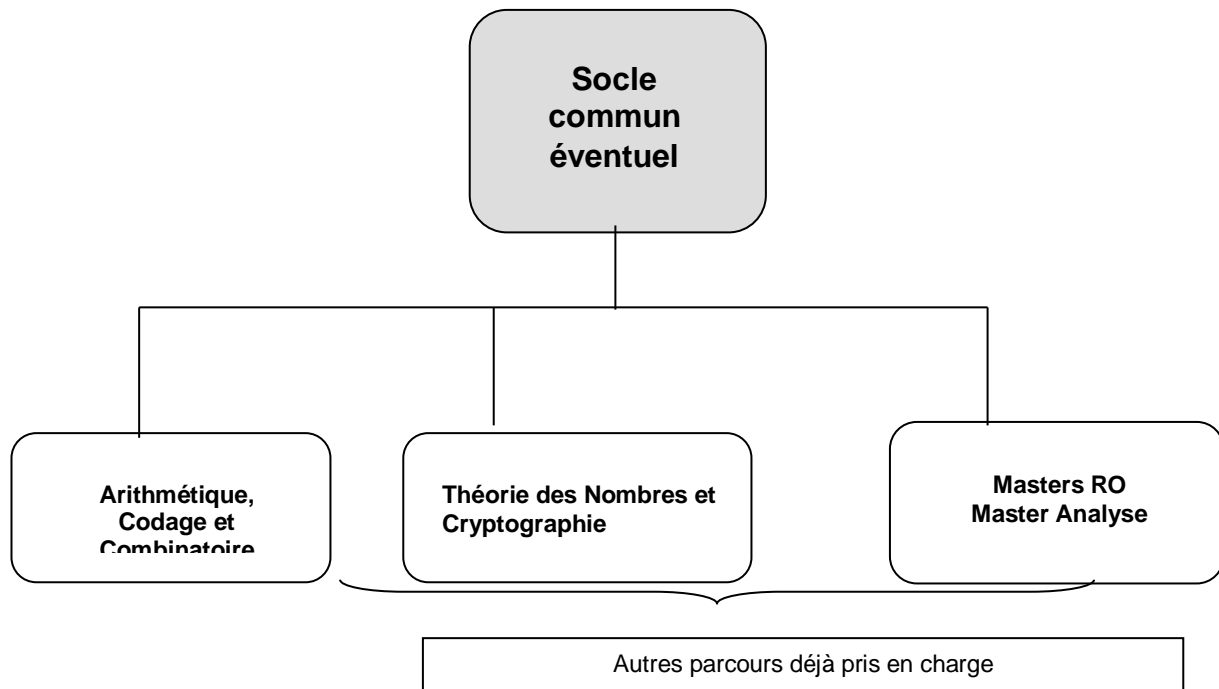 Socle
commun
éventuel
Arithmétique,
Codage et
Combinatoire
Théorie des Nombres et
Cryptographie
Masters RO
Master Analyse
Autres parcours déjà pris en charge